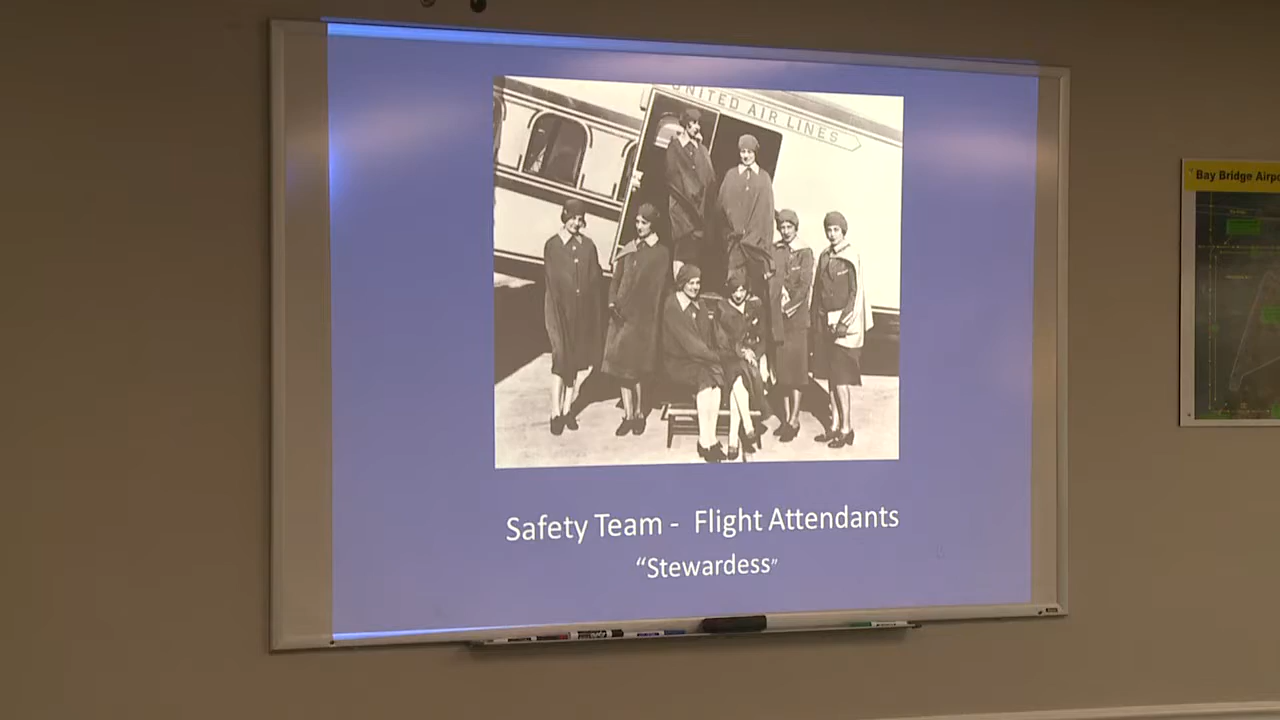 UNITED AIR LINES
Bay Bridge Airpo
Safety Team -  Flight Attendants
“Stewardess”